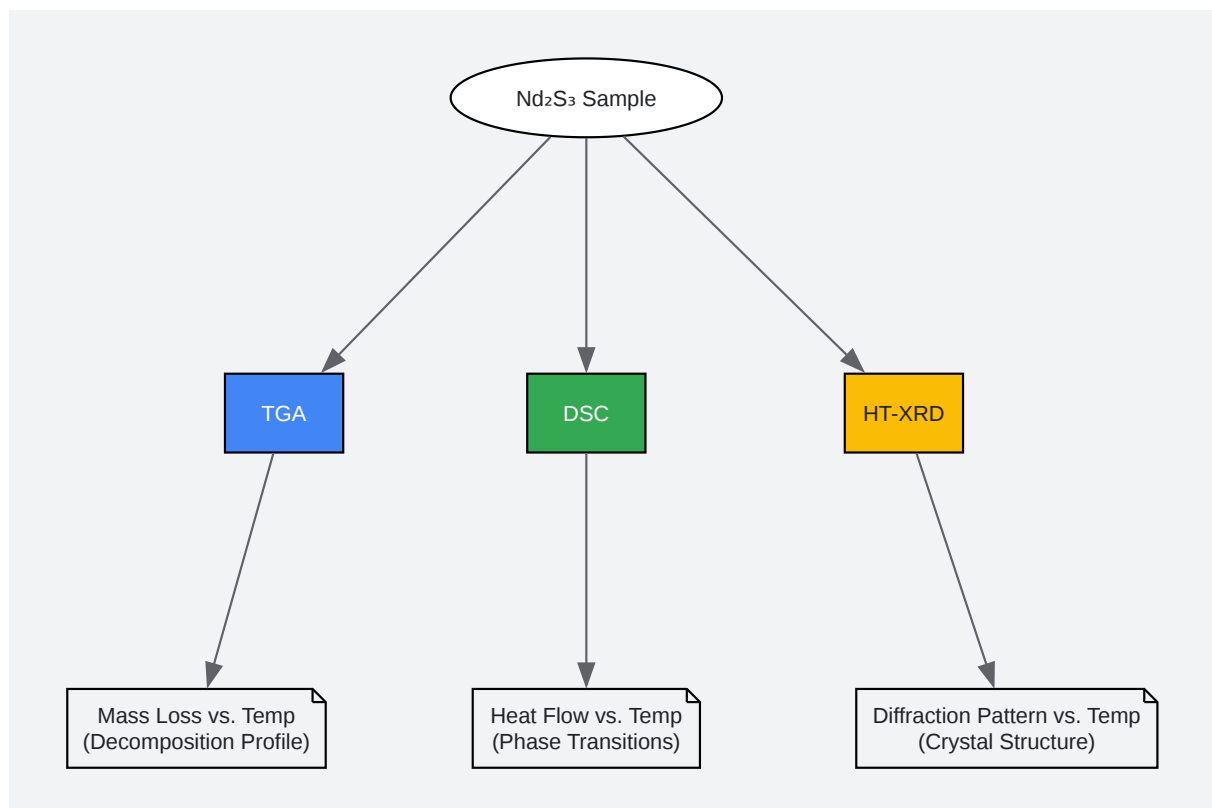 Nd₂S₃ Sample
TGA
DSC
HT-XRD
Mass Loss vs. Temp
(Decomposition Profile)
Heat Flow vs. Temp
(Phase Transitions)
Diffraction Pattern vs. Temp
(Crystal Structure)